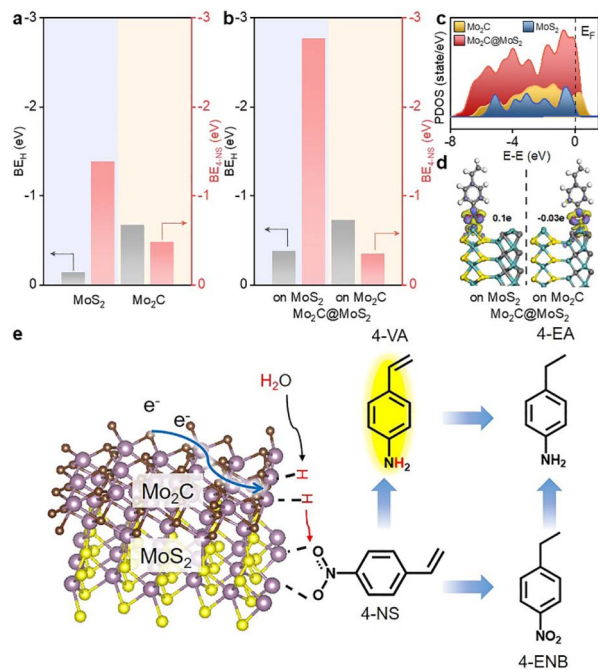 a
b
c
-3
-2
-1
0
BE_H (eV)
-3
-2
-1
0
BE_4-NS (eV)
MoS₂
Mo₂C
-3
-2
-1
0
BE_H (eV)
-3
-2
-1
0
BE_4-NS (eV)
on MoS₂
on Mo₂C
Mo₂C@MoS₂
Mo₂C
MoS₂
Mo₂C@MoS₂
E_F
PDOS (state/eV)
-8
-4
0
E-E (eV)
d
0.1e
-0.03e
on MoS₂
on Mo₂C
Mo₂C@MoS₂
e
4-VA
4-EA
H₂O
e⁻
e⁻
NH₂
NH₂
H
H
Mo₂C
MoS₂
O
N
O
4-NS
NO₂
4-ENB